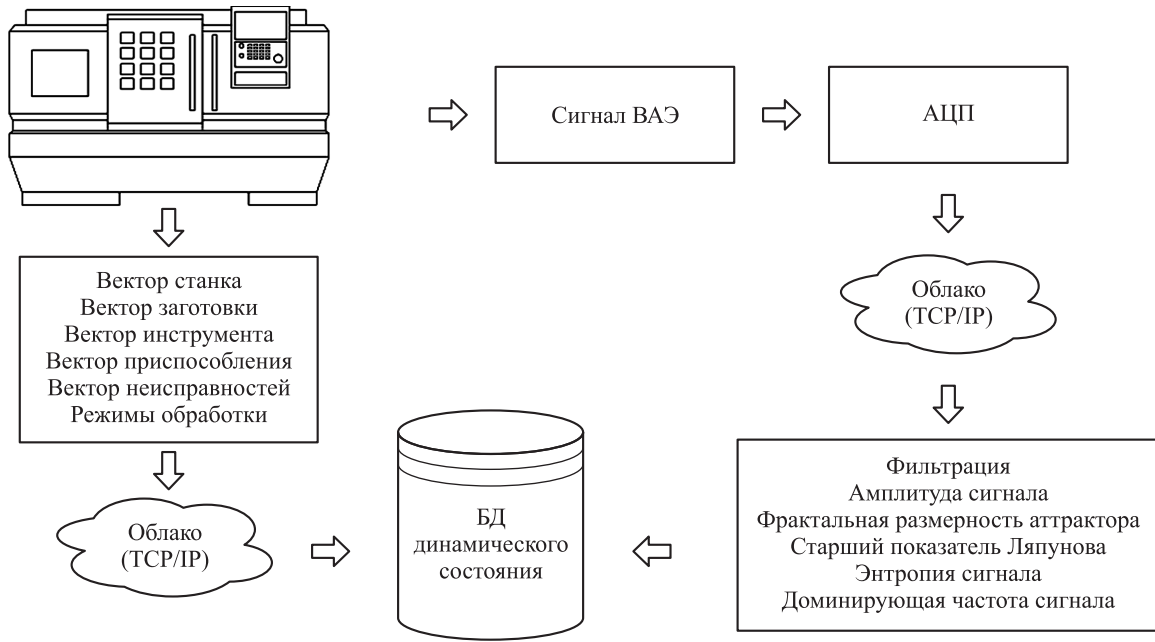 Сигнал ВАЭ
АЦП
Вектор станка
Вектор заготовки
Вектор инструмента
Вектор приспособления
Вектор неисправностей
Режимы обработки
Облако
(TCP/IP)
Облако
(TCP/IP)
БД
динамического
состояния
Фильтрация
Амплитуда сигнала
Фрактальная размерность аттрактора
Старший показатель Ляпунова
Энтропия сигнала
Доминирующая частота сигнала